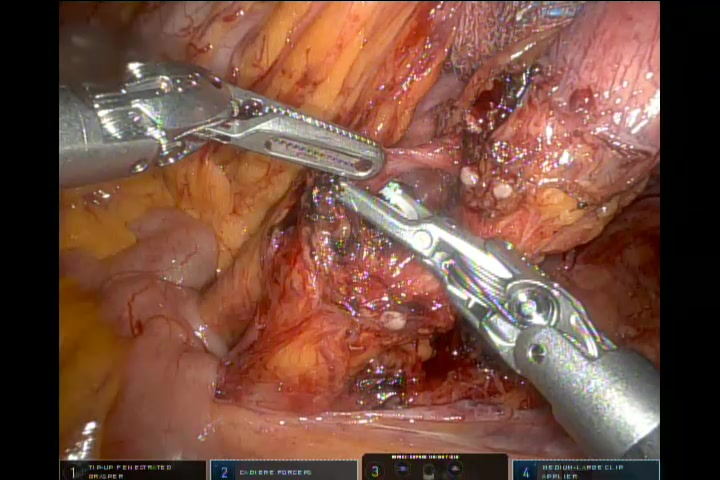 1 TIP-UP FENESTRATED
GRASPER
2 CADIERE FORCEPS
3
4 MEDIUM-LARGE CLIP
APPLIER